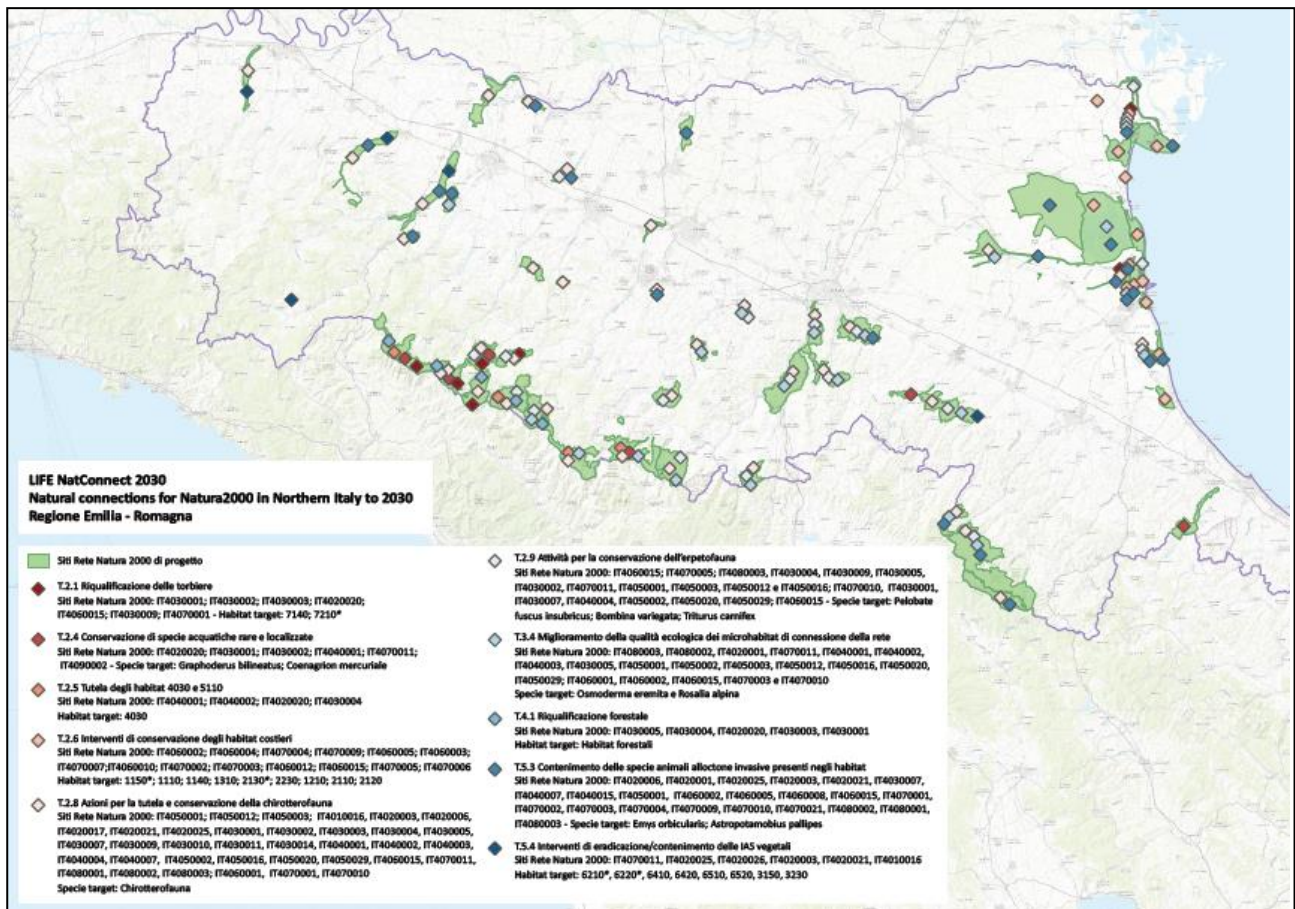 LIFE NatConnect 2030
Natural connections for Natura2000 in Northern Italy to 2030
Regione Emilia - Romagna
Siti Rete Natura 2000 di progetto
T.2.1 Riqualificazione delle torbiere
Siti Rete Natura 2000: IT4030001; IT4030002; IT4030003; IT4020020;
IT4060015; IT4030009; IT4070001 - Habitat target: 7140; 7210*
T.2.4 Conservazione di specie acquatiche rare e localizzate
Siti Rete Natura 2000: IT4020020; IT4030001; IT4030002; IT4040001; IT4070011;
IT4090002 - Specie target: Graphoderus bilineatus; Coenagrion mercuriale
T.2.5 Tutela degli habitat 4030 e 5110
Siti Rete Natura 2000: IT4040001; IT4040002; IT4020020; IT4030004
Habitat target: 4030
T.2.6 Interventi di conservazione degli habitat costieri
Siti Rete Natura 2000: IT4060002; IT4060004; IT4070004; IT4070009; IT4060005; IT4060003;
IT4070007;IT4060010; IT4070002; IT4070003; IT4060012; IT4060015; IT4070005; IT4070006
Habitat target: 1150*; 1110; 1140; 1310; 2130*; 2230; 1210; 2110; 2120
T.2.8 Azioni per la tutela e conservazione della chirotterofauna
Siti Rete Natura 2000: IT4050001; IT4050012; IT4050003; IT4010016, IT4020003, IT4020006,
IT4020017, IT4020021, IT4020025, IT4030001, IT4030002, IT4030003, IT4030004, IT4030005,
IT4030007, IT4030009, IT4030010, IT4030011, IT4030014, IT4040001, IT4040002, IT4040003,
IT4040004, IT4040007, IT4050002, IT4050016, IT4050020, IT4050029, IT4060015, IT4070011,
IT4080001, IT4080002, IT4080003; IT4060001, IT4070001, IT4070010
Specie target: Chirotterofauna
T.2.9 Attività per la conservazione dell'erpetofauna
Siti Rete Natura 2000: IT4060015; IT4070005; IT4080003, IT4030004, IT4030009, IT4030005,
IT4030002, IT4070011, IT4050001, IT4050003, IT4050012 e IT4050016; IT4070010, IT4030001,
IT4030007, IT4040004, IT4050002, IT4050020, IT4050029; IT4060015 - Specie target: Pelobate
fuscus insubricus; Bombina variegata; Triturus carnifex
T.3.4 Miglioramento della qualità ecologica dei microhabitat di connessione della rete
Siti Rete Natura 2000: IT4080003, IT4080002, IT4020001, IT4070011, IT4040001, IT4040002,
IT4040003, IT4030005, IT4050001, IT4050002, IT4050003, IT4050012, IT4050016, IT4050020,
IT4050029; IT4060001, IT4060002, IT4060015, IT4070003 e IT4070010
Specie target: Osmoderma eremita e Rosalia alpina
T.4.1 Riqualificazione forestale
Siti Rete Natura 2000: IT4030005, IT4030004, IT4020020, IT4030003, IT4030001
Habitat target: Habitat forestali
T.5.3 Contenimento delle specie animali alloctone invasive presenti negli habitat
Siti Rete Natura 2000: IT4020006, IT4020001, IT4020025, IT4020003, IT4020021, IT4030007,
IT4040007, IT4040015, IT4050001, IT4060002, IT4060005, IT4060008, IT4060015, IT4070001,
IT4070002, IT4070003, IT4070004, IT4070009, IT4070010, IT4070021, IT4080002, IT4080001,
IT4080003 - Specie target: Emys orbicularis; Astropotamobius pallipes
T.5.4 Interventi di eradicazione/contenimento delle IAS vegetali
Siti Rete Natura 2000: IT4070011, IT4020025, IT4020026, IT4020003, IT4020021, IT4010016
Habitat target: 6210*, 6220*, 6410, 6420, 6510, 6520, 3150, 3230